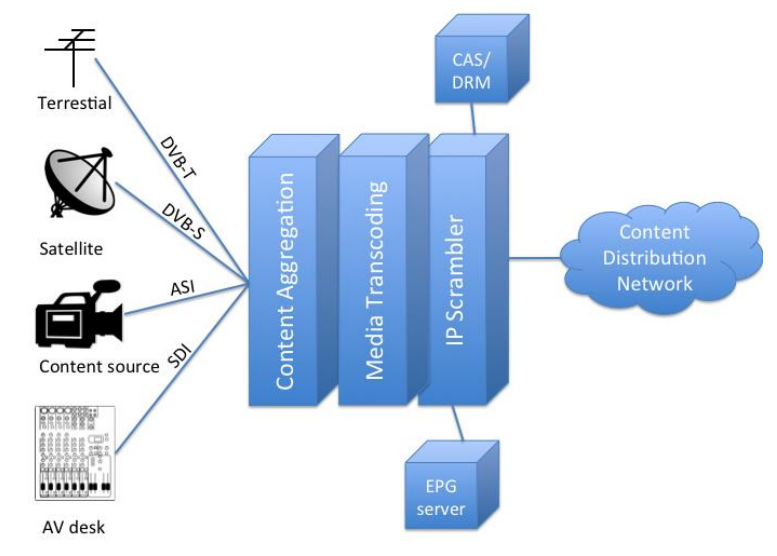 Terrestial
DVB-T
Satellite
DVB-S
Content source
ASI
AV desk
SDI
Content Aggregation
Media Transcoding
IP Scrambler
CAS/
DRM
EPG
server
Content
Distribution
Network